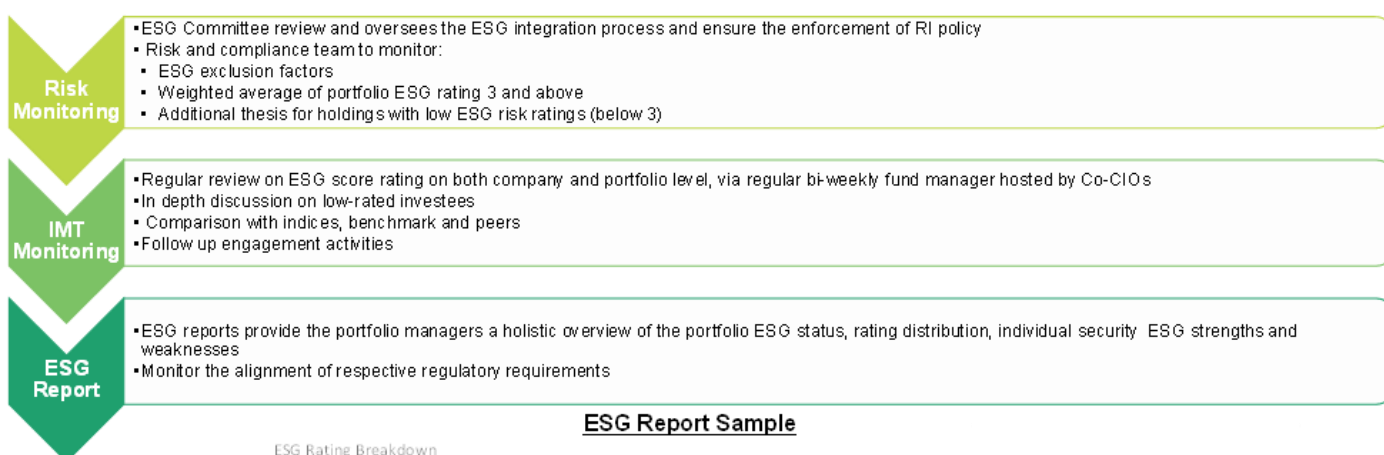 ▪ESG Committee review and oversees the ESG integration process and ensure the enforcement of RI policy
▪ Risk and compliance team to monitor:
▪ ESG exclusion factors
▪ Weighted average of portfolio ESG rating 3 and above
▪ Additional thesis for holdings with low ESG risk ratings (below 3)
Risk
Monitoring
▪Regular review on ESG score rating on both company and portfolio level, via regular bi-weekly fund manager hosted by Co-CIOs
▪In depth discussion on low-rated investees
▪ Comparison with indices, benchmark and peers
▪Follow up engagement activities
IMT
Monitoring
▪ESG reports provide the portfolio managers a holistic overview of the portfolio ESG status, rating distribution, individual security ESG strengths and
weaknesses
▪Monitor the alignment of respective regulatory requirements
ESG
Report
ESG Report Sample
ESG Rating Breakdown